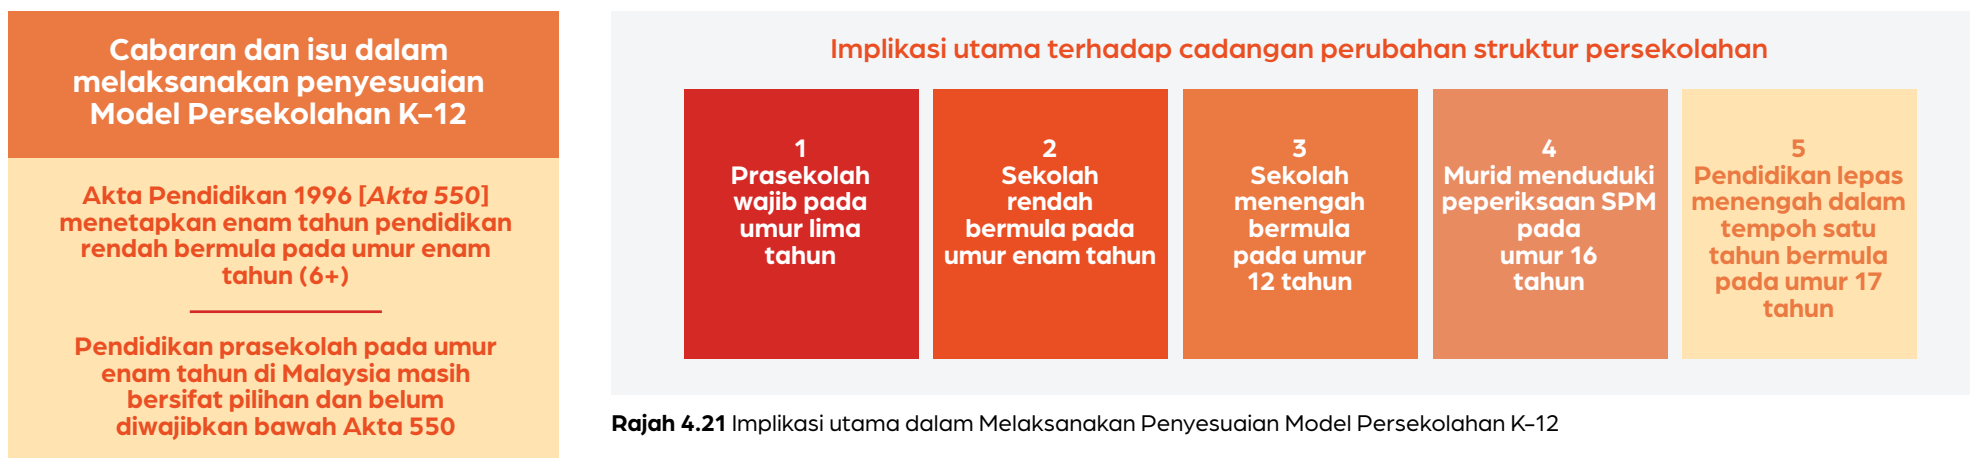 Cabaran dan isu dalam
melaksanakan penyesuaian
Model Persekolahan K-12
Akta Pendidikan 1996 [Akta 550]
menetapkan enam tahun pendidikan
rendah bermula pada umur enam
tahun (6+)
Pendidikan prasekolah pada umur
enam tahun di Malaysia masih
bersifat pilihan dan belum
diwajibkan bawah Akta 550
Implikasi utama terhadap cadangan perubahan struktur persekolahan
1
Prasekolah
wajib pada
umur lima
tahun
2
Sekolah
rendah
bermula pada
umur enam tahun
3
Sekolah
menengah
bermula
pada umur
12 tahun
4
Murid menduduki
peperiksaan SPM
pada
umur 16
tahun
5
Pendidikan lepas
menengah dalam
tempoh satu
tahun bermula
pada umur 17
tahun
Rajah 4.21 Implikasi utama dalam Melaksanakan Penyesuaian Model Persekolahan K-12